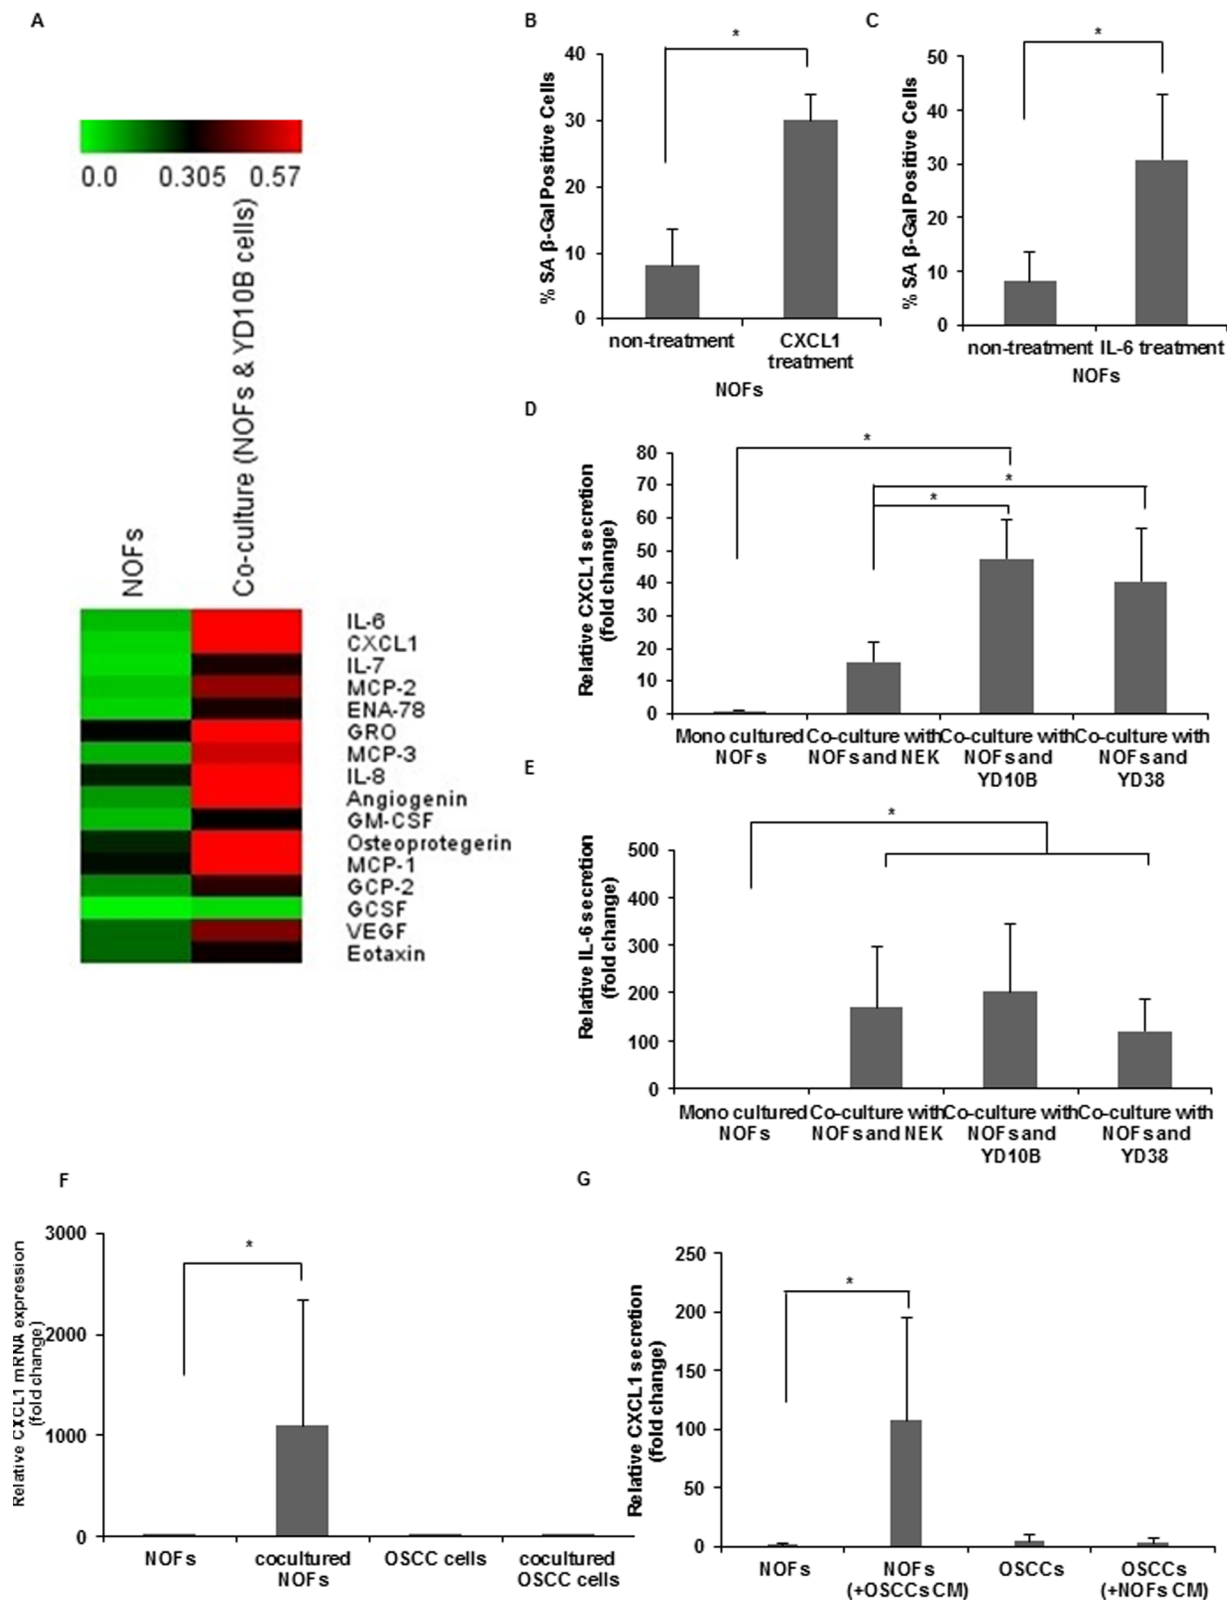 A
0.0 0.305 0.57
NOFs
Co-culture (NOFs & YD10B cells)
IL-6
CXCL1
IL-7
MCP-2
ENA-78
GRO
MCP-3
IL-8
Angiogenin
GM-CSF
Osteoprotegerin
MCP-1
GCP-2
GCSF
VEGF
Eotaxin
B
% SA β-Gal Positive Cells
40
30
20
10
0
*
non-treatment
CXCL1
treatment
NOFs
C
% SA β-Gal Positive Cells
50
40
30
20
10
0
*
non-treatment IL-6 treatment
NOFs
D
Relative CXCL1 secretion
(fold change)
80
70
60
50
40
30
20
10
0
*
*
*
Mono cultured
NOFs
Co-culture with
NOFs and NEK
Co-culture with
NOFs and
YD10B
Co-culture with
NOFs and
YD38
E
Relative IL-6 secretion
(fold change)
500
400
300
200
100
0
*
Mono cultured
NOFs
Co-culture with
NOFs and NEK
Co-culture with
NOFs and
YD10B
Co-culture with
NOFs and
YD38
F
Relative CXCL1 mRNA expression
(fold change)
3000
2000
1000
0
*
NOFs
cocultured
NOFs
OSCC cells
cocultured
OSCC cells
G
Relative CXCL1 secretion
(fold change)
250
200
150
100
50
0
*
NOFs
NOFs
(+OSCCs CM)
OSCCs
OSCCs
(+NOFs CM)